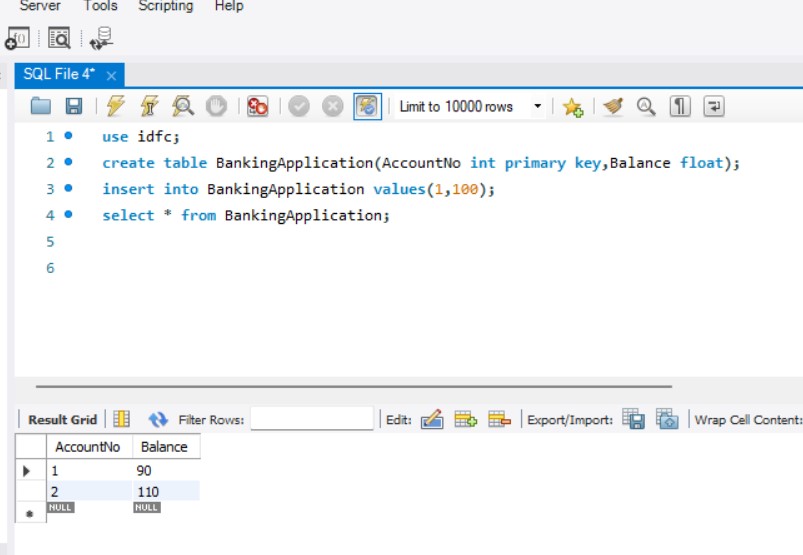 Server Tools Scripting Help
SQL File 4* ×
Limit to 10000 rows
1 use idfc;
2 create table BankingApplication(AccountNo int primary key,Balance float);
3 insert into BankingApplication values(1,100);
4 select * from BankingApplication;
5
6
Result Grid Filter Rows: Edit: Export/Import: Wrap Cell Content:
AccountNo Balance
1 90
2 110
NULL NULL